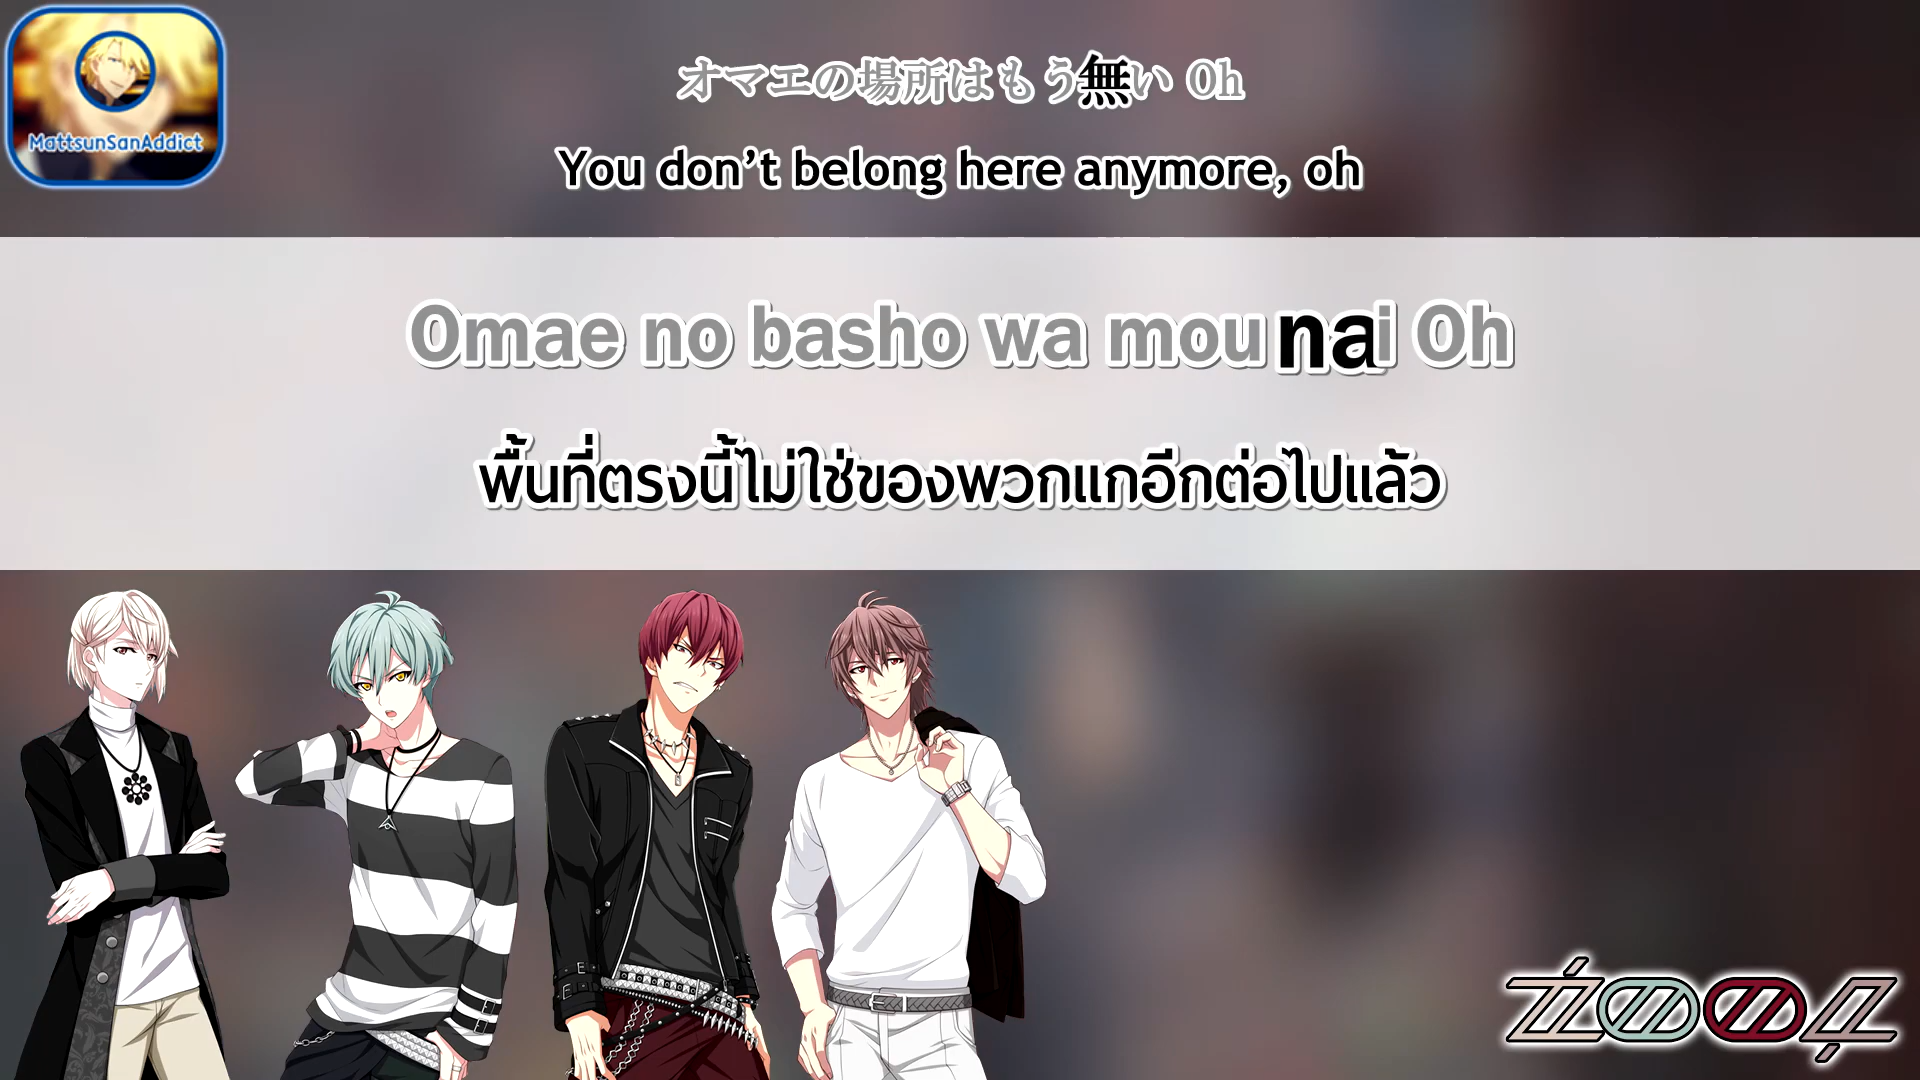 MattsunSanAddict
オマエの場所はもう無い Oh
You don’t belong here anymore, oh
Omae no basho wa mou nai Oh
พื้นที่ตรงนี้ไม่ใช่ของพวกแกอีกต่อไปแล้ว
ŹOOĻ